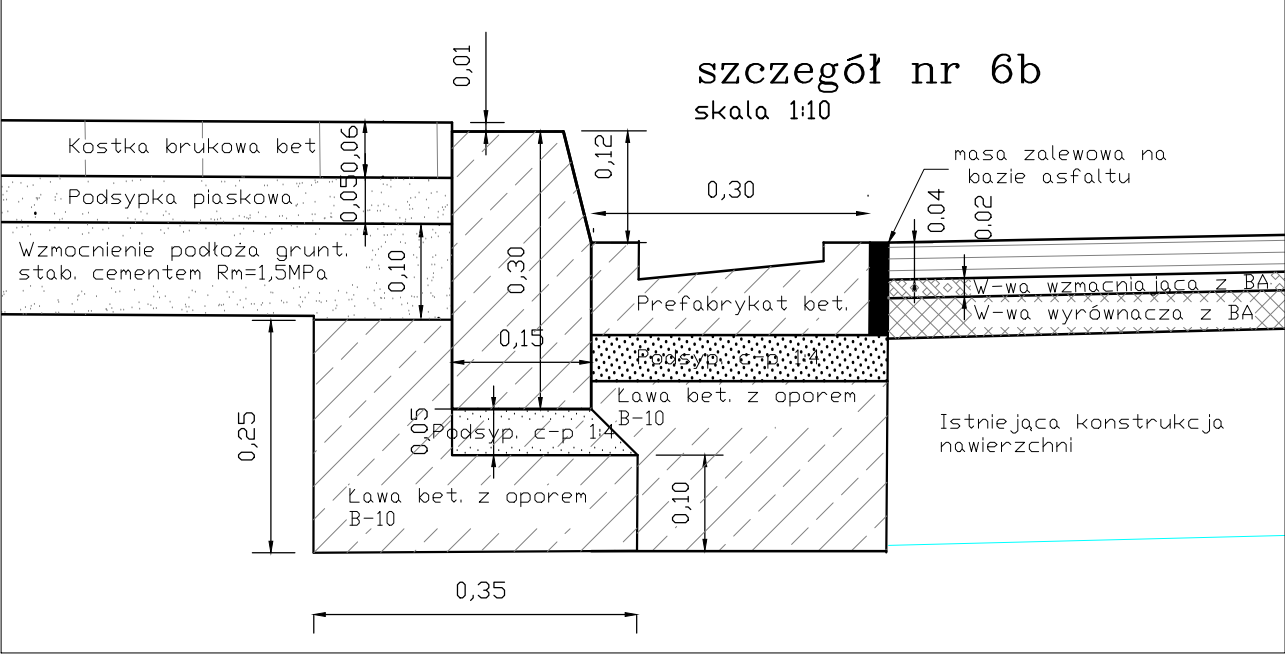 szczegół nr 6b
skala 1:10
0,01
Kostka brukowa bet
0,06
Podsypka piaskowa
0,05
Wzmocnienie podłoża grunt.
stab. cementem Rm=1,5MPa
0,10
0,12
0,30
0,30
0,15
masa zalewowa na
bazie asfaltu
0.04
0.02
W-wa wzmacniająca z BA
W-wa wyrównacza z BA
Prefabrykat bet.
Podsyp. c-p 1:4
Ława bet. z oporem
B-10
Istniejąca konstrukcja
nawierzchni
0,05
Podsyp. c-p 1:4
0,25
Ława bet. z oporem
B-10
0,10
0,35